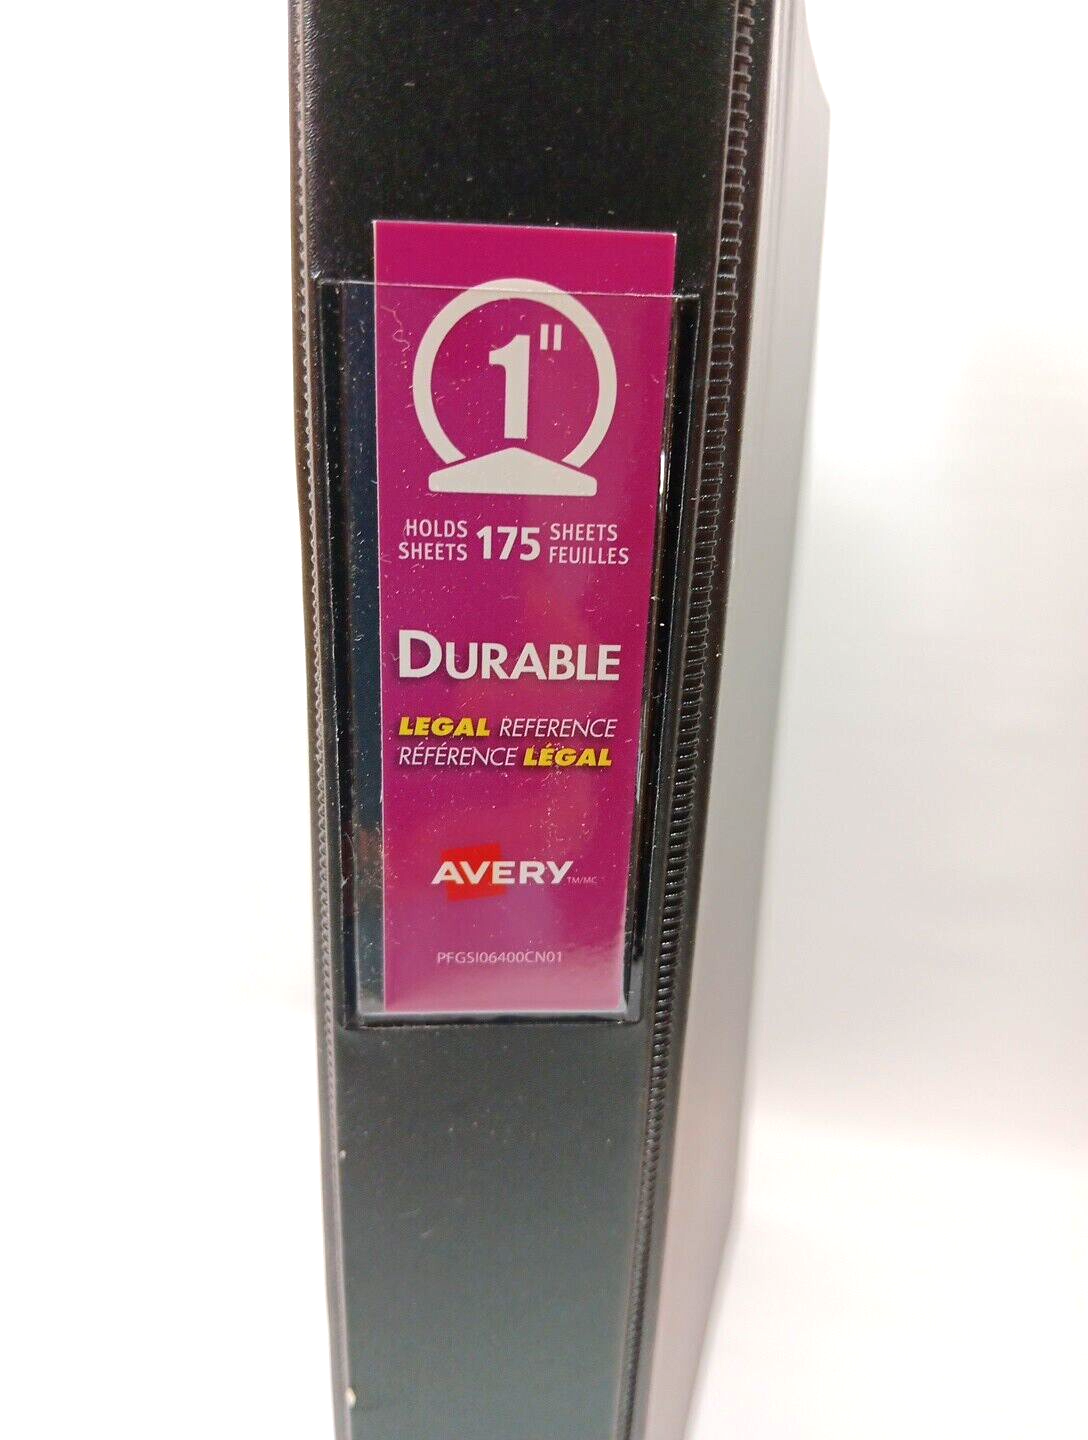 1"
HOLDS 175 SHEETS
SHEETS FEUILLES
DURABLE
LEGAL REFERENCE
RÉFÉRENCE LÉGAL
AVERY TM/MC
PFGSI06400CN01